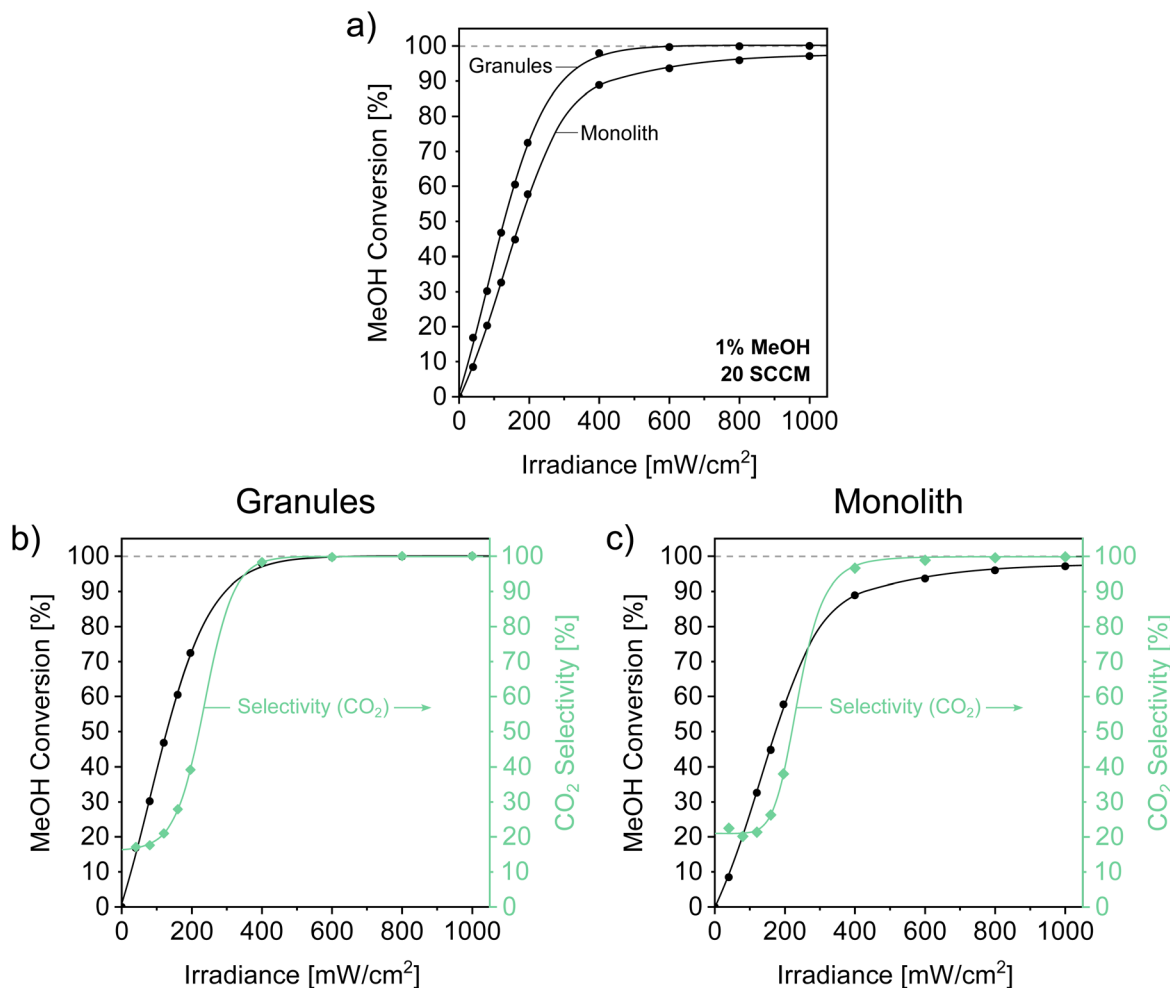 a)
MeOH Conversion [%]
100
90
80
70
60
50
40
30
20
10
0
Granules
Monolith
1% MeOH
20 SCCM
0 200 400 600 800 1000
Irradiance [mW/cm²]
Granules
b)
MeOH Conversion [%]
100
90
80
70
60
50
40
30
20
10
0
Selectivity (CO₂)
100
90
80
70
60
50
40
30
20
10
0
CO₂ Selectivity [%]
0 200 400 600 800 1000
Irradiance [mW/cm²]
Monolith
c)
MeOH Conversion [%]
100
90
80
70
60
50
40
30
20
10
0
Selectivity (CO₂)
100
90
80
70
60
50
40
30
20
10
0
CO₂ Selectivity [%]
0 200 400 600 800 1000
Irradiance [mW/cm²]